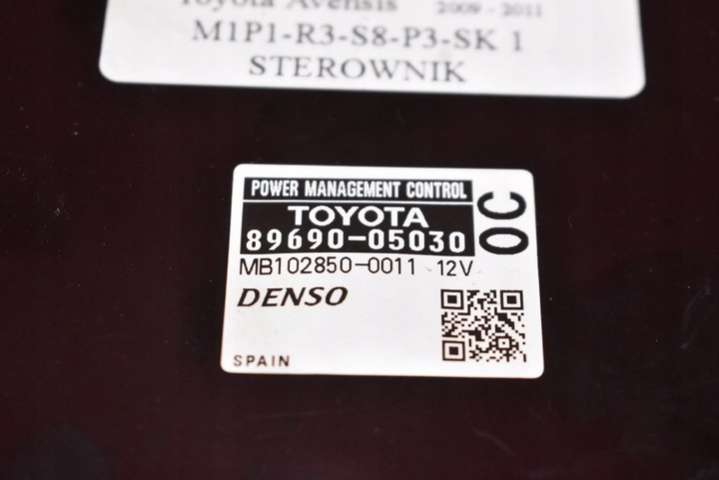 Toyota Avensis 2009 - 2011
M1P1-R3-S8-P3-SK 1
STEROWNIK
POWER MANAGEMENT CONTROL
TOYOTA
89690-05030
0C
MB102850-0011 12V
DENSO
SPAIN